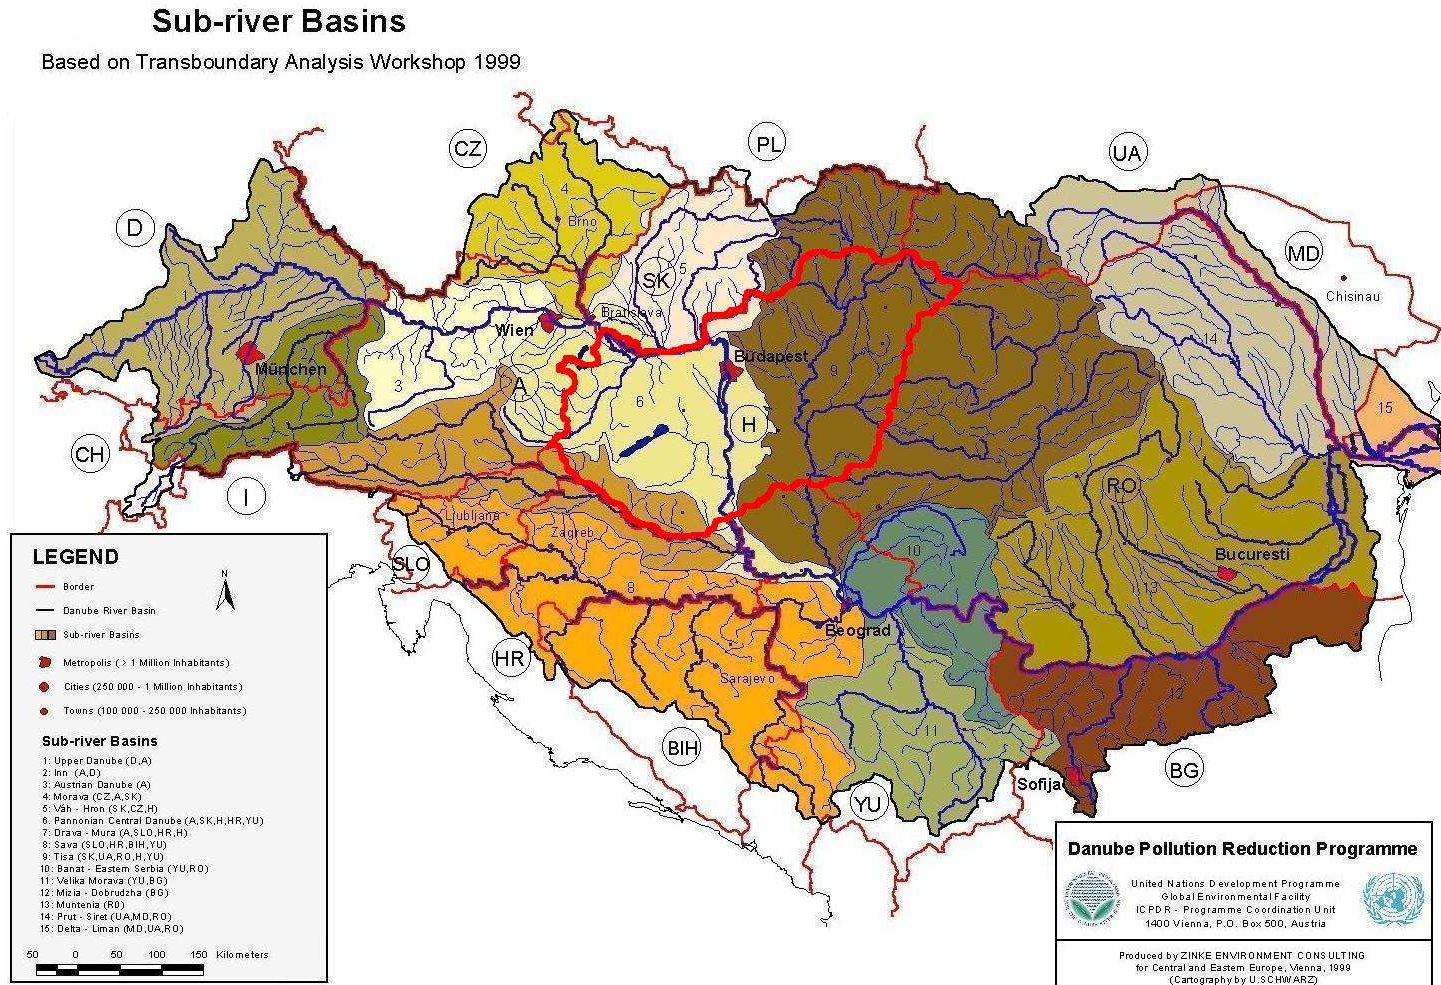 Sub-river Basins
Based on Transboundary Analysis Workshop 1999
CZ
PL
UA
D
MD
4
Brno
SK
5
Chisinau
Bratislava
Wien
14
2
München
Budapest
3
A
9
6
15
H
CH
7
I
RO
Ljubljana
Zagreb
10
Bucuresti
SLO
8
13
Beograd
HR
Sarajevo
12
11
BIH
BG
Sofija
YU
LEGEND
N
Border
Danube River Basin
Sub-river Basins
Metropolis (> 1 Million Inhabitants)
Cities (250 000 - 1 Million Inhabitants)
Towns (100 000 - 250 000 Inhabitants)
Sub-river Basins
1: Upper Danube (D,A)
2: Inn (A,D)
3: Austrian Danube (A)
4: Morava (CZ,A,SK)
5: Váh - Hron (SK,CZ,H)
6: Pannonian Central Danube (A,SK,H,HR,YU)
7: Drava - Mura (A,SLO,HR,H)
8: Sava (SLO,HR,BIH,YU)
9: Tisa (SK,UA,RO,H,YU)
10: Banat - Eastern Serbia (YU,RO)
11: Velika Morava (YU,BG)
12: Mizia - Dobrudzha (BG)
13: Muntenia (RO)
14: Prut - Siret (UA,MD,RO)
15: Delta - Liman (MD,UA,RO)
50 0 50 100 150 Kilometers
Danube Pollution Reduction Programme
United Nations Development Programme
Global Environmental Facility
ICPDR - Programme Coordination Unit
1400 Vienna, P.O. Box 500, Austria
Produced by ZINKE ENVIRONMENT CONSULTING
for Central and Eastern Europe, Vienna, 1999
(Cartography by U.SCHWARZ)